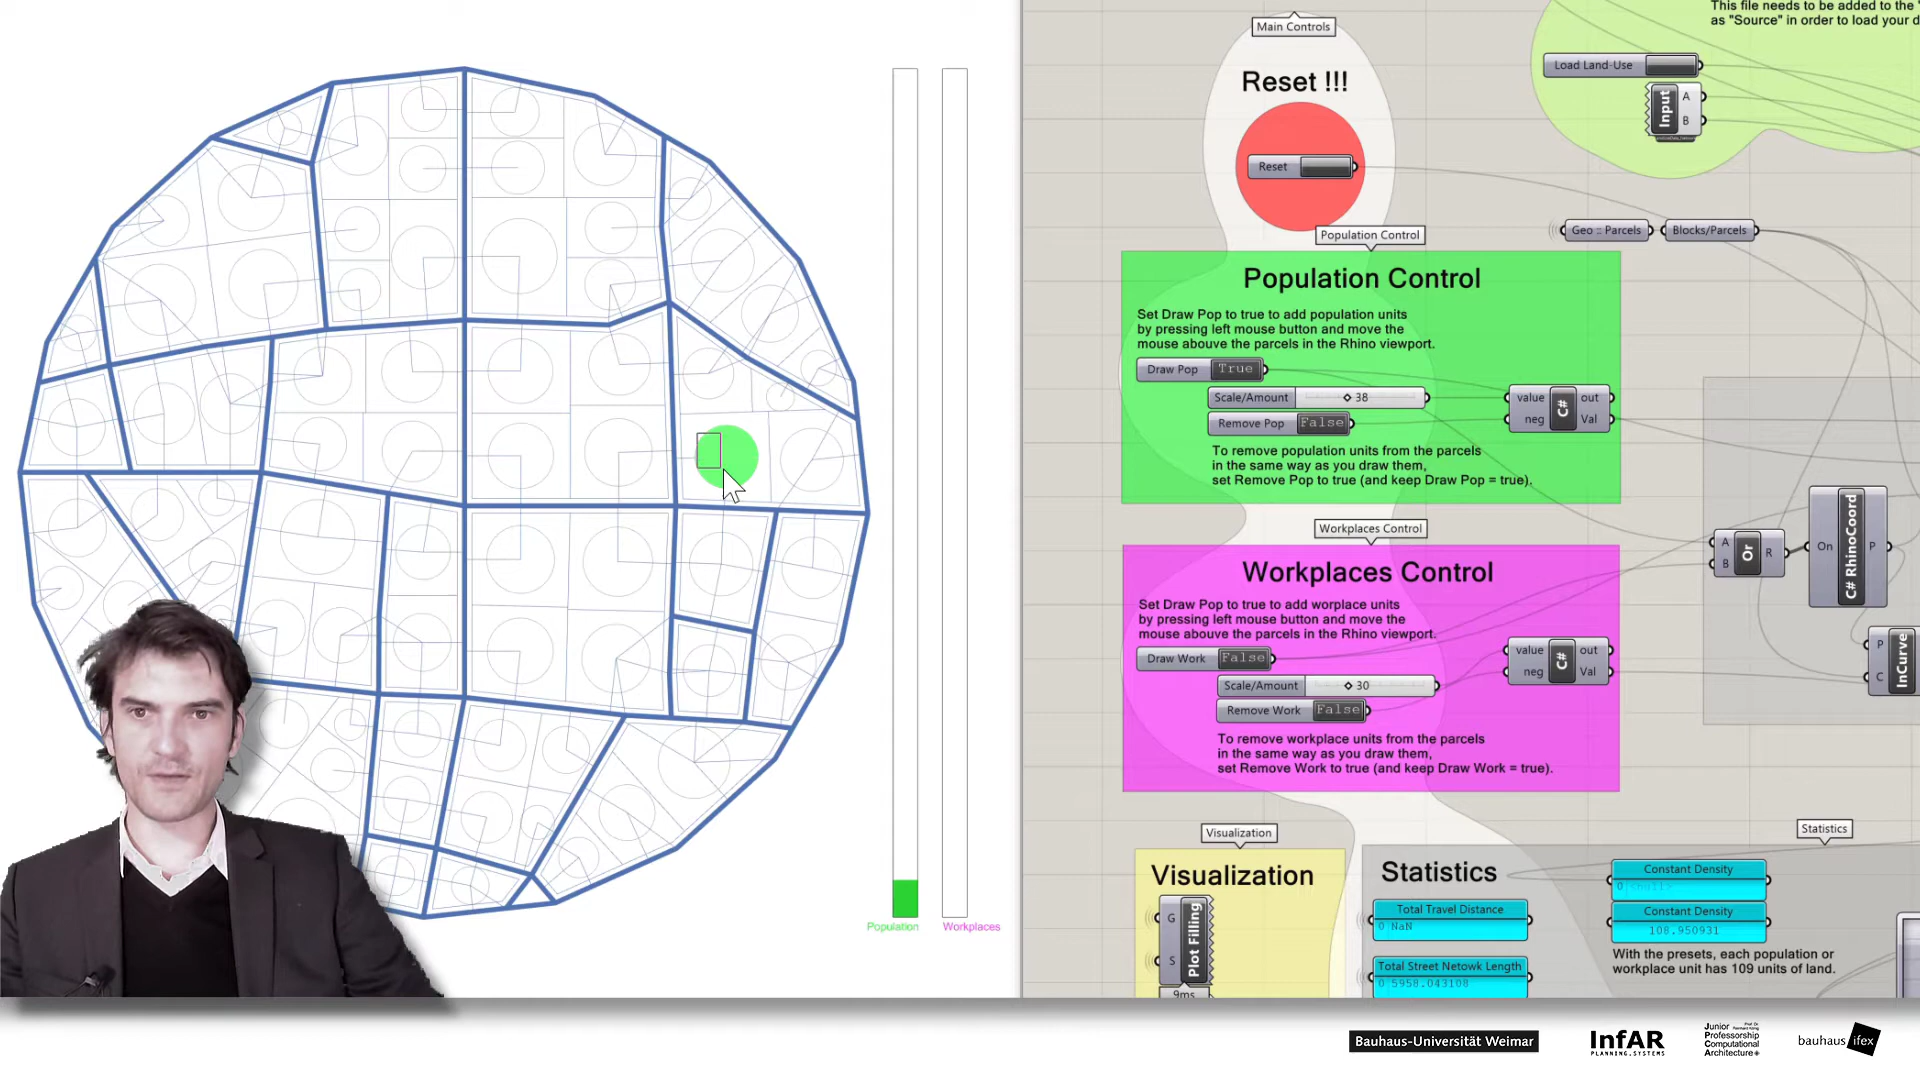 Population
Workplaces
Main Controls
Reset !!!
Reset
This file needs to be added to the
as "Source" in order to load your d
Load Land-Use
Input
A
B
Geo :: Parcels
Blocks/Parcels
Population Control
Population Control
Set Draw Pop to true to add population units
by pressing left mouse button and move the
mouse abouve the parcels in the Rhino viewport.
Draw Pop True
Scale/Amount 38
Remove Pop False
value out
neg Val
C#
To remove population units from the parcels
in the same way as you draw them,
set Remove Pop to true (and keep Draw Pop = true).
Workplaces Control
Workplaces Control
Set Draw Pop to true to add worplace units
by pressing left mouse button and move the
mouse abouve the parcels in the Rhino viewport.
Draw Work False
Scale/Amount 30
Remove Work False
value out
neg Val
C#
To remove workplace units from the parcels
in the same way as you draw them,
set Remove Work to true (and keep Draw Work = true).
A
B
Or
R
On
C# RhinoCoord
P
P
C
InCurve
Visualization
Visualization
G
S
Plot Filling
9ms
Statistics
Statistics
Total Travel Distance
0 NaN
Total Street Netowk Length
0 5958.043108
Constant Density
0 <null>
Constant Density
108.950931
With the presets, each population or
workplace unit has 109 units of land.
Bauhaus-Universität Weimar
InfAR
PLANNING.SYSTEMS
Junior
Professorship
Computational
Architecture
bauhaus ifex